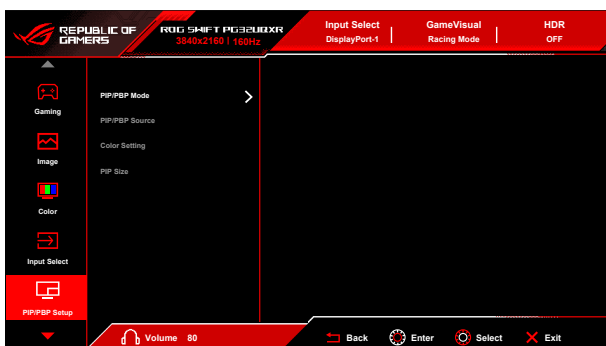 REPUBLIC OF
GAMERS
ROG SWIFT PG32UQXR
3840x2160 | 160Hz
Input Select
DisplayPort-1
GameVisual
Racing Mode
HDR
OFF
Gaming
Image
Color
Input Select
PIP/PBP Setup
PIP/PBP Mode
PIP/PBP Source
Color Setting
PIP Size
Volume 80
Back
Enter
Select
Exit